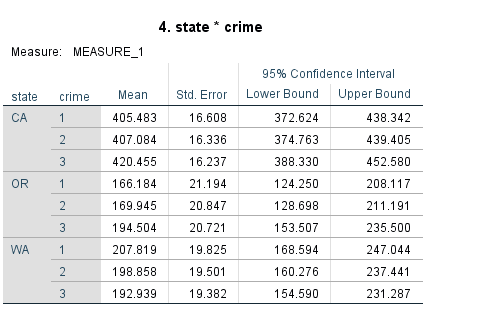 4. state * crime
Measure: MEASURE_1
95% Confidence Interval
state crime Mean Std. Error Lower Bound Upper Bound
CA 1 405.483 16.608 372.624 438.342
2 407.084 16.336 374.763 439.405
3 420.455 16.237 388.330 452.580
OR 1 166.184 21.194 124.250 208.117
2 169.945 20.847 128.698 211.191
3 194.504 20.721 153.507 235.500
WA 1 207.819 19.825 168.594 247.044
2 198.858 19.501 160.276 237.441
3 192.939 19.382 154.590 231.287